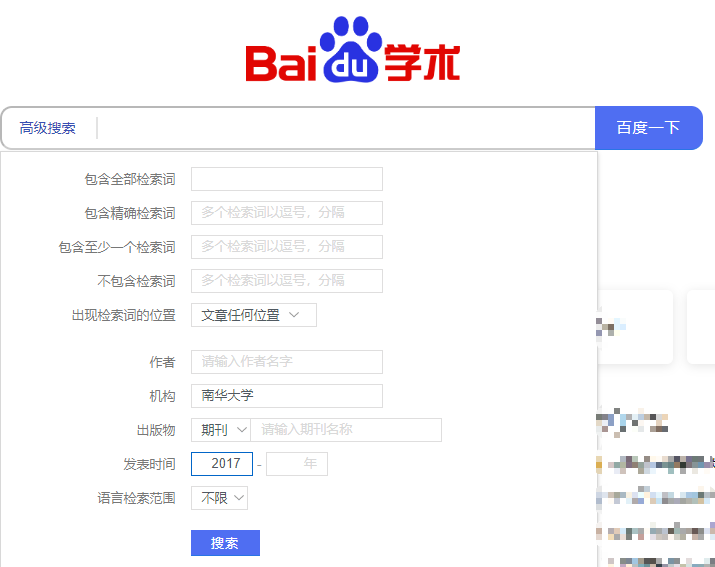 Baidu学术
高级搜索 百度一下
包含全部检索词
包含精确检索词 多个检索词以逗号，分隔
包含至少一个检索词 多个检索词以逗号，分隔
不包含检索词 多个检索词以逗号，分隔
出现检索词的位置 文章任何位置
作者 请输入作者名字
机构 南华大学
出版物 期刊 请输入期刊名称
发表时间 2017 - 年
语言检索范围 不限
搜索